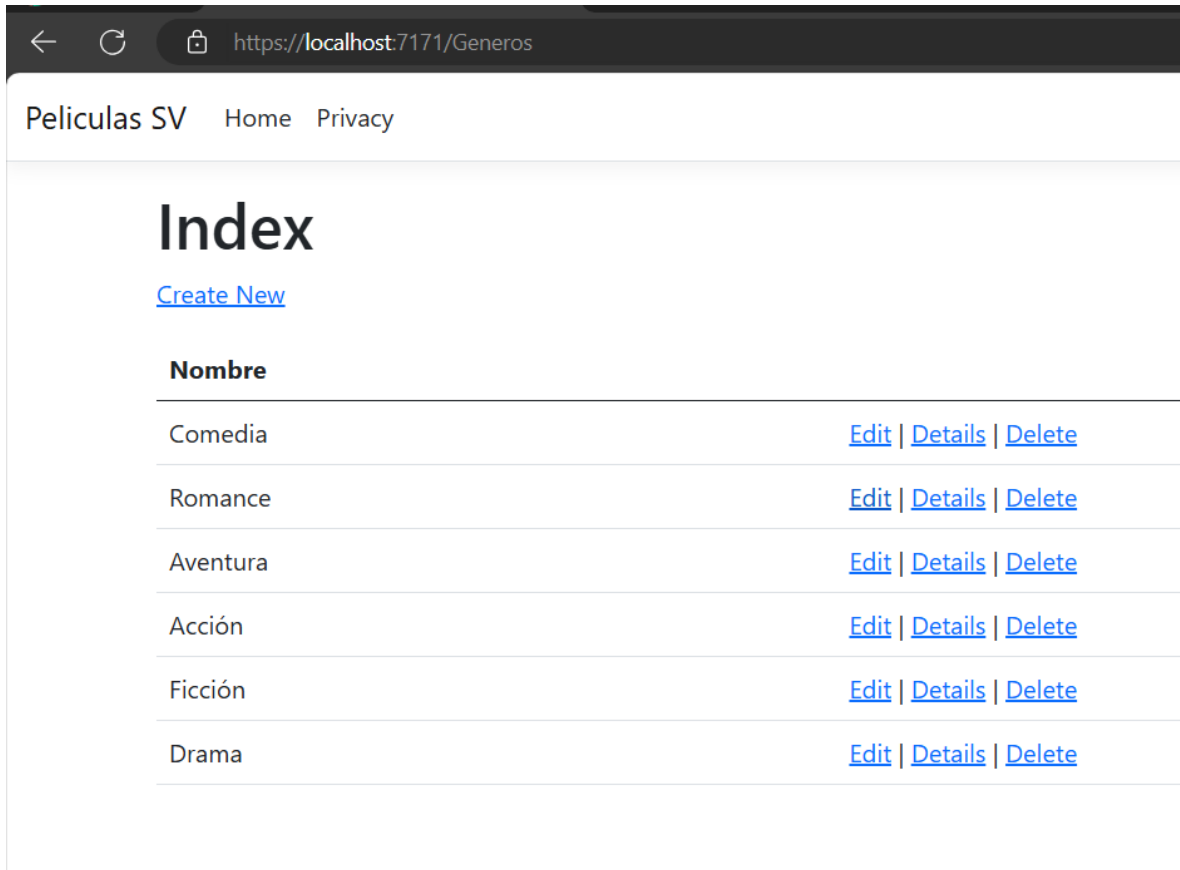 https://localhost:7171/Generos
Peliculas SV Home Privacy
Index
Create New
Nombre
Comedia Edit | Details | Delete
Romance Edit | Details | Delete
Aventura Edit | Details | Delete
Acción Edit | Details | Delete
Ficción Edit | Details | Delete
Drama Edit | Details | Delete